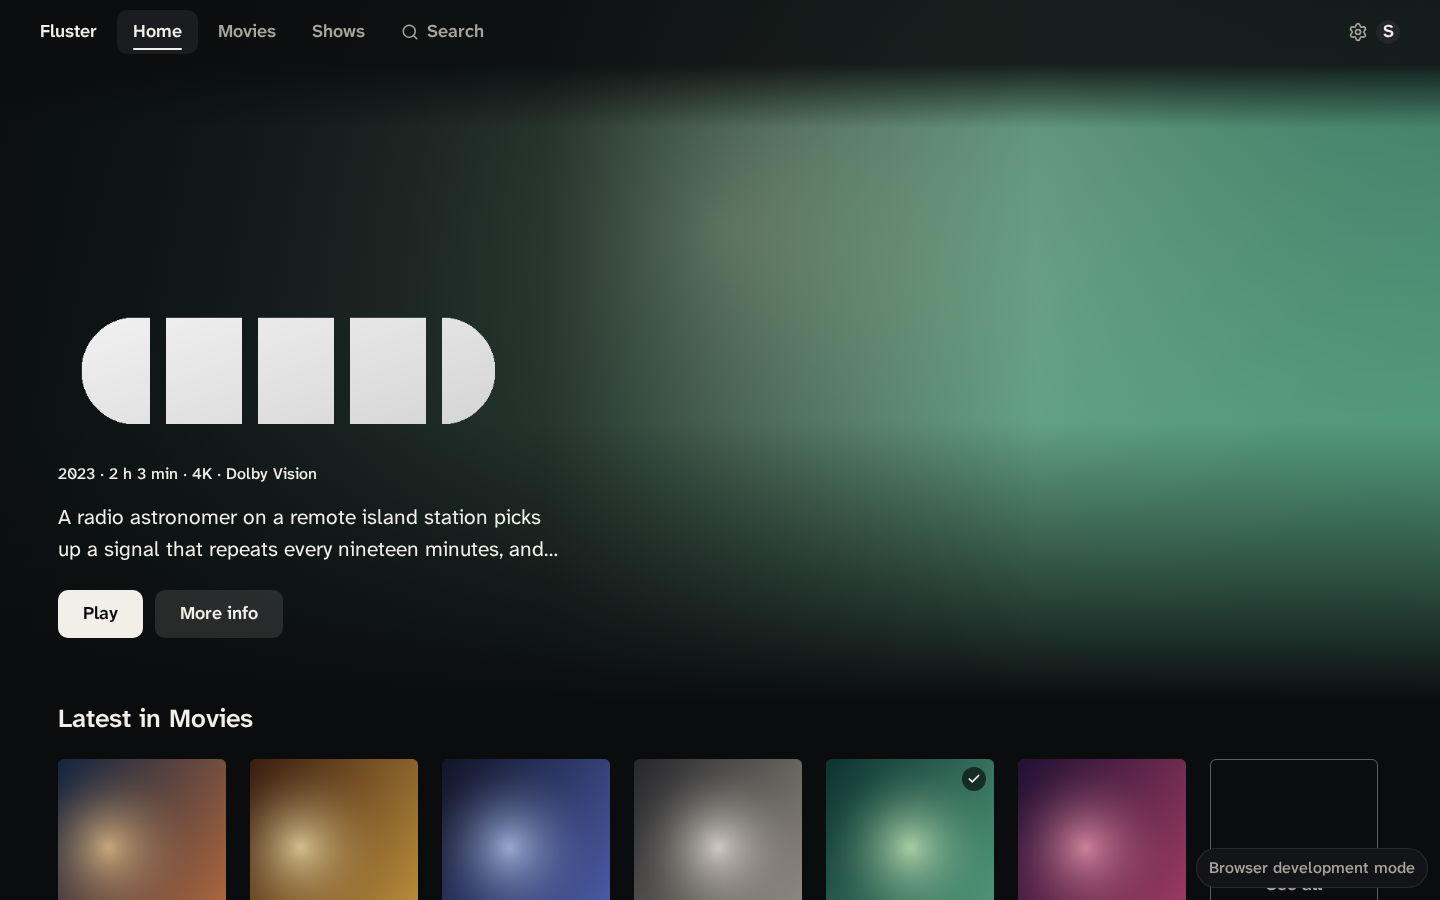 Fluster
Home
Movies
Shows
Search
S
2023 · 2 h 3 min · 4K · Dolby Vision
A radio astronomer on a remote island station picks
up a signal that repeats every nineteen minutes, and...
Play
More info
Latest in Movies
Browser development mode